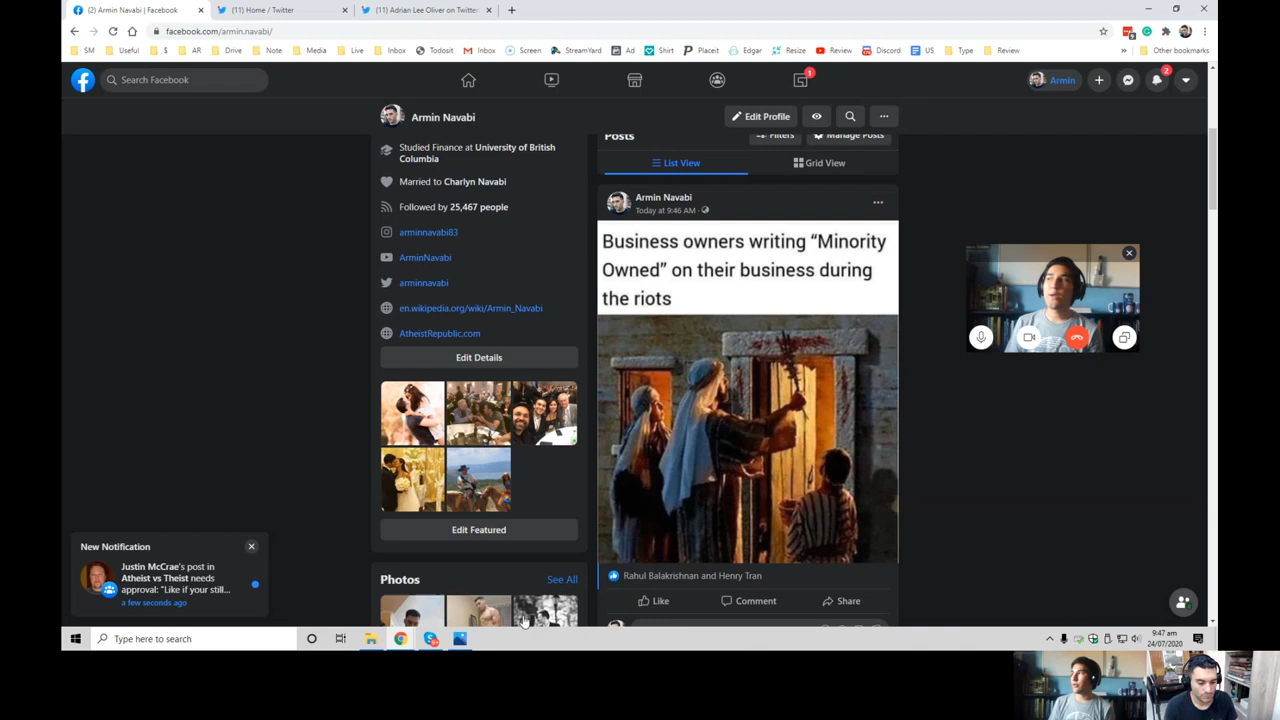 (2) Armin Navabi | Facebook
(11) Home / Twitter
(11) Adrian Lee Oliver on Twitter:
facebook.com/armin.navabi/
SM Useful $ AR Drive Note Media Live Inbox Todosit Inbox Screen StreamYard Ad Shirt Placeit Edgar Resize Review Discord US Type Review » Other bookmarks
Search Facebook
1
Armin
2
Armin Navabi
Edit Profile
Studied Finance at University of British
Columbia
Married to Charlyn Navabi
Followed by 25,467 people
arminnavabi83
ArminNavabi
arminnavabi
en.wikipedia.org/wiki/Armin_Navabi
AtheistRepublic.com
Edit Details
Edit Featured
Photos
See All
Posts
Filters
Manage Posts
List View
Grid View
Armin Navabi
Today at 9:46 AM ·
Business owners writing “Minority
Owned” on their business during
the riots
Rahul Balakrishnan and Henry Tran
Like
Comment
Share
New Notification
Justin McCrae's post in
Atheist vs Theist needs
approval: "Like if your still...
a few seconds ago
Type here to search
9:47 am
24/07/2020